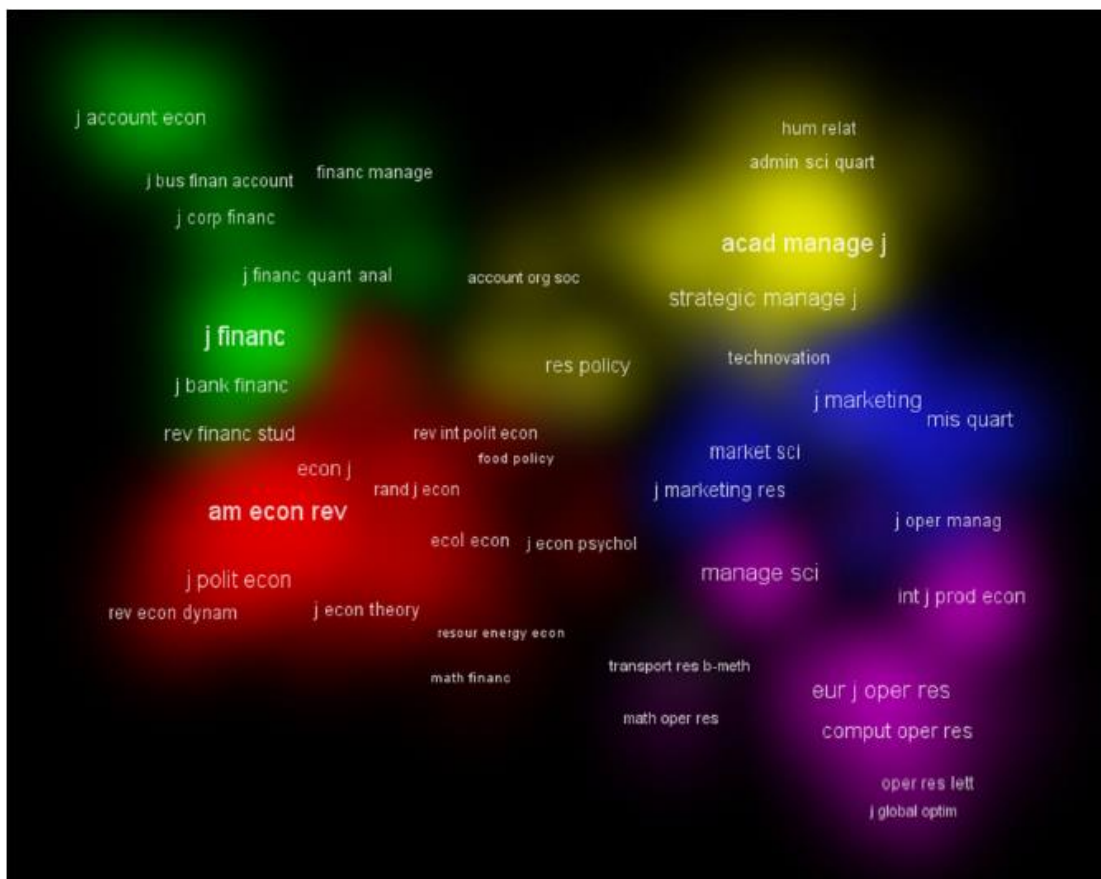 j account econ
hum relat
admin sci quart
financ manage
j bus finan account
j corp financ
acad manage j
j financ quant anal
account org soc
strategic manage j
j financ
technovation
res policy
j bank financ
j marketing
mis quart
rev financ stud
rev int polit econ
market sci
food policy
econ j
rand j econ
j marketing res
am econ rev
j oper manag
ecol econ
j econ psychol
manage sci
j polit econ
int j prod econ
rev econ dynam
j econ theory
resour energy econ
transport res b-meth
math financ
eur j oper res
math oper res
comput oper res
oper res lett
j global optim